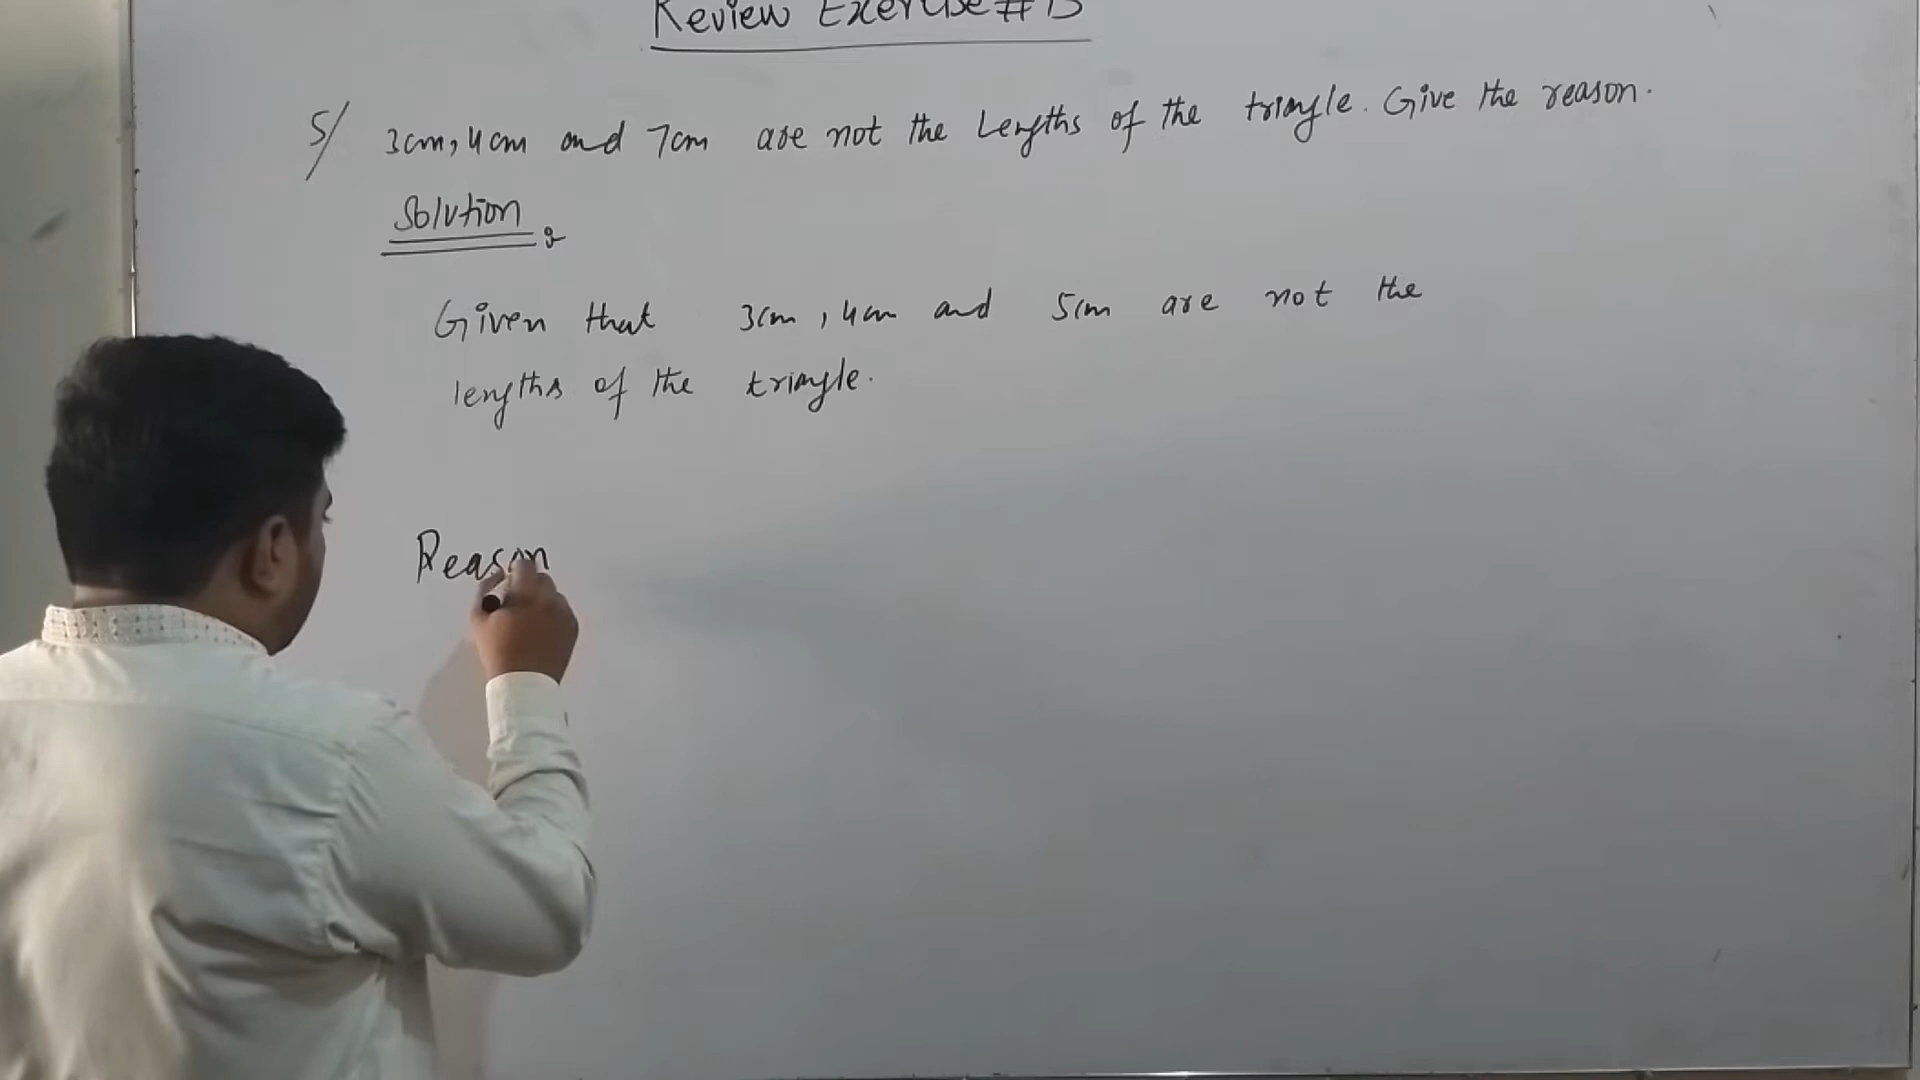 Review Exercise # 13
5/ 3cm, 4cm and 7cm are not the Lengths of the triangle. Give the reason.
Solution :
Given that 3cm, 4cm and 5cm are not the
lengths of the triangle.
Reason